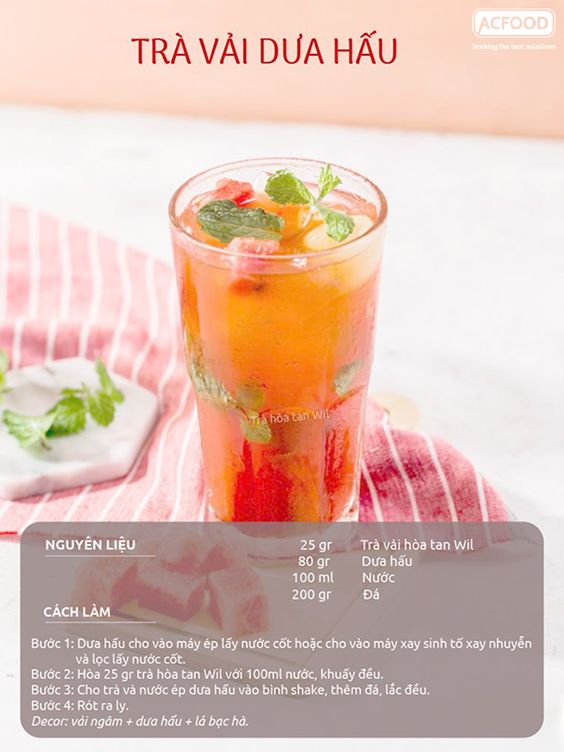 ACFOOD
Seeking the best solutions
TRÀ VẢI DƯA HẤU
Trà hòa tan Wil
NGUYÊN LIỆU
25 gr Trà vải hòa tan Wil
80 gr Dưa hấu
100 ml Nước
200 gr Đá
CÁCH LÀM
Bước 1: Dưa hấu cho vào máy ép lấy nước cốt hoặc cho vào máy xay sinh tố xay nhuyễn
và lọc lấy nước cốt.
Bước 2: Hòa 25 gr trà hòa tan Wil với 100ml nước, khuấy đều.
Bước 3: Cho trà và nước ép dưa hấu vào bình shake, thêm đá, lắc đều.
Bước 4: Rót ra ly.
Decor: vải ngâm + dưa hấu + lá bạc hà.